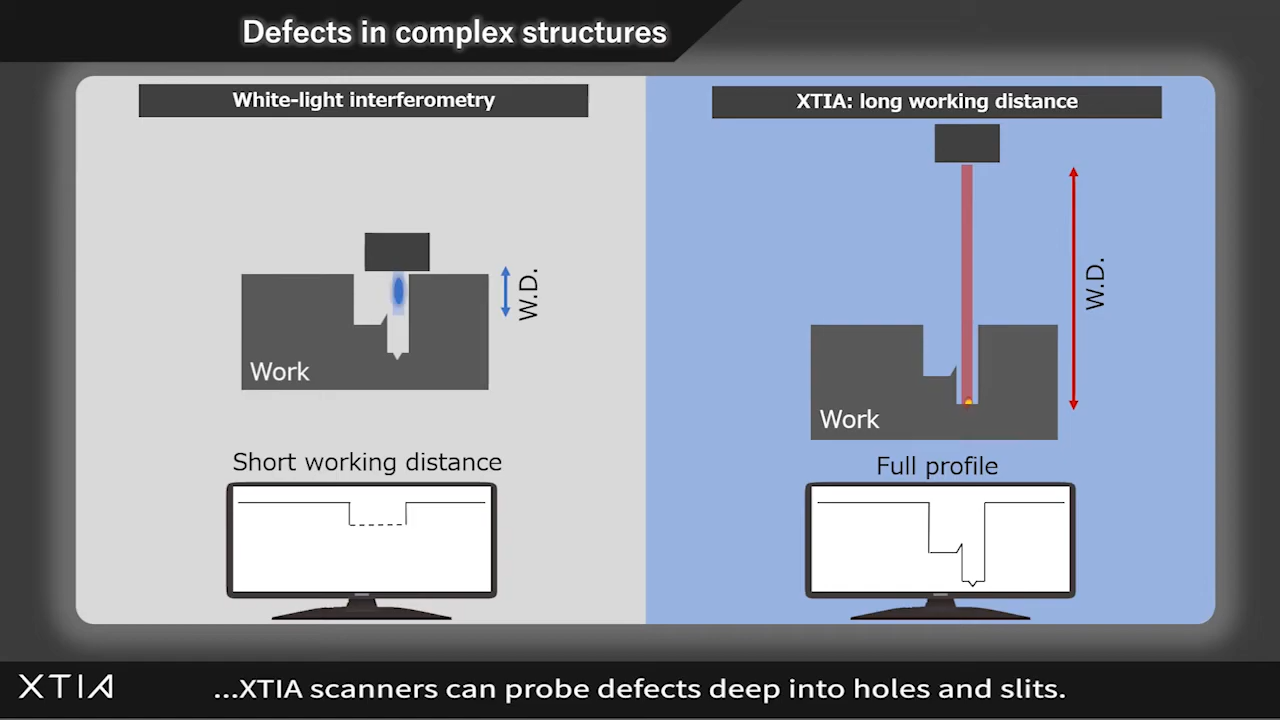 Defects in complex structures
White-light interferometry
W.D.
Work
Short working distance
XTIA: long working distance
W.D.
Work
Full profile
XTIA
...XTIA scanners can probe defects deep into holes and slits.